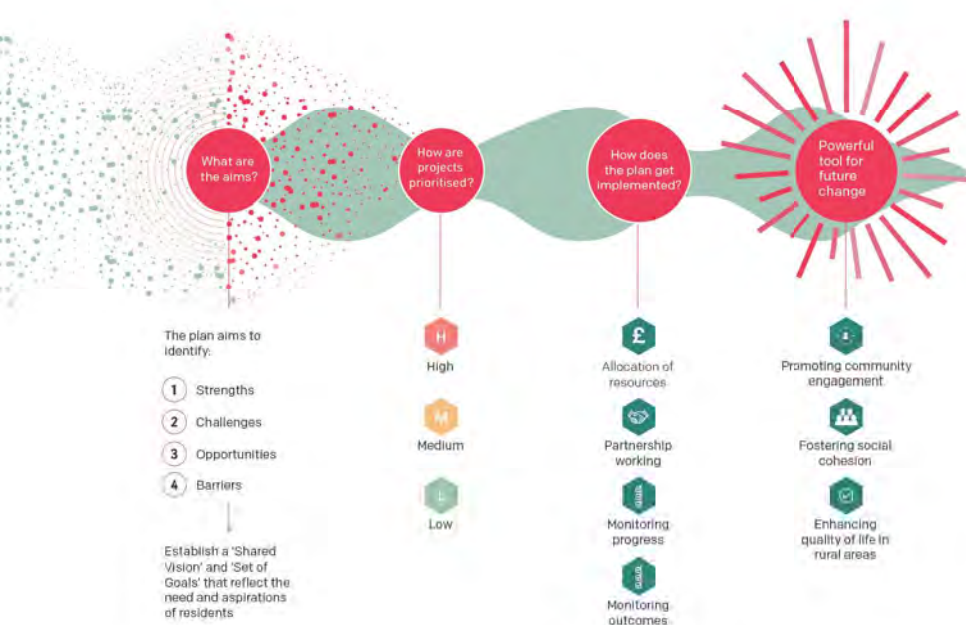 What are
the aims?
How are
projects
prioritised?
How does
the plan get
implemented?
Powerful
tool for
future
change
The plan aims to
identify:
1 Strengths
2 Challenges
3 Opportunities
4 Barriers
Establish a 'Shared
Vision' and 'Set of
Goals' that reflect the
need and aspirations
of residents
H
High
M
Medium
L
Low
£
Allocation of
resources
Partnership
working
Monitoring
progress
Monitoring
outcomes
Promoting community
engagement
Fostering social
cohesion
Enhancing
quality of life in
rural areas